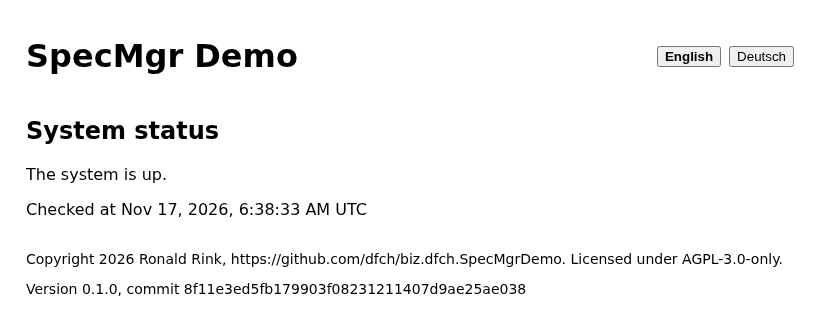 SpecMgr Demo
English Deutsch
System status
The system is up.
Checked at Nov 17, 2026, 6:38:33 AM UTC
Copyright 2026 Ronald Rink, https://github.com/dfch/biz.dfch.SpecMgrDemo. Licensed under AGPL-3.0-only.
Version 0.1.0, commit 8f11e3ed5fb179903f08231211407d9ae25ae038